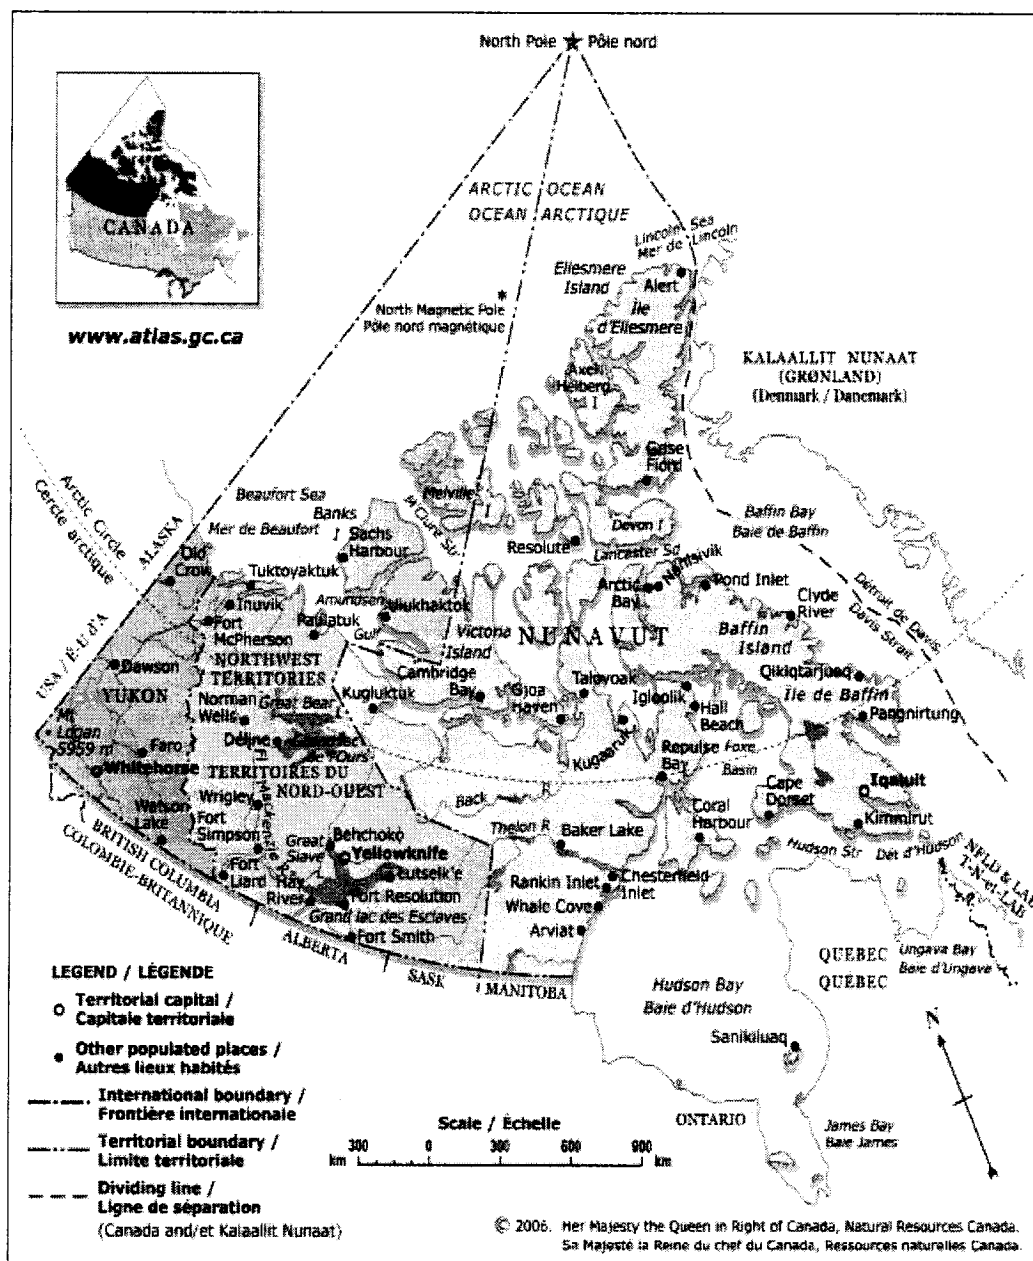 North Pole Pôle nord
ARCTIC OCEAN
OCEAN ARCTIQUE
CANADA
www.atlas.gc.ca
Lincoln Sea
Mer de Lincoln
Ellesmere
Island
Alert
Île
d'Ellesmere
North Magnetic Pole
Pôle nord magnétique
KALAALLIT NUNAAT
(GRØNLAND)
(Denmark / Danemark)
Axel
Heiberg
I
Grise
Fiord
Arctic Circle
Cercle arctique
ALASKA
USA / É-U d'A
Beaufort Sea
Mer de Beaufort
Banks
I
Sachs
Harbour
Melville
I
M'Clure Str
Devon I
Resolute
Lancaster Sd
Baffin Bay
Baie de Baffin
Old
Crow
Tuktoyaktuk
Inuvik
Fort
McPherson
Amundsen
Gulf
Ulukhaktok
Paulatuk
Arctic
Bay
Nanisivik
Pond Inlet
Clyde
River
Détroit de Davis
Davis Strait
Victoria
Island
NUNAVUT
Baffin
Island
Dawson
YUKON
NORTHWEST
TERRITORIES
Cambridge
Bay
Kugluktuk
Gjoa
Haven
Taloyoak
Igloolik
Hall
Beach
Qikiqtarjuaq
Île de Baffin
Pangnirtung
Norman
Wells
Great Bear
Mt
Logan
5959 m
Faro
Déline
de l'Ours
Kugaaruk
Repulse
Bay
Foxe
Basin
Whitehorse
TERRITOIRES DU
NORD-OUEST
Watson
Lake
Wrigley
Mackenzie R
Fort
Simpson
Back R
Cape
Dorset
Iqaluit
Coral
Harbour
Kimmirut
Great
Slave
Behchoko
Yellowknife
Thelon R
Baker Lake
Hudson Str Dét d'Hudson
NFLD & LAB
T.-N.-et-LAB
BRITISH COLUMBIA
COLOMBIE-BRITANNIQUE
Fort
Liard
Hay
River
Lutselk'e
Fort Resolution
Grand lac des Esclaves
Rankin Inlet
Chesterfield
Inlet
Whale Cove
Fort Smith
Arviat
ALBERTA
SASK
MANITOBA
QUEBEC
QUÉBEC
Ungava Bay
Baie d'Ungava
Hudson Bay
Baie d'Hudson
Sanikiluaq
N
ONTARIO
James Bay
Baie James
LEGEND / LÉGENDE
Territorial capital /
Capitale territoriale
Other populated places /
Autres lieux habités
International boundary /
Frontière internationale
Territorial boundary /
Limite territoriale
Dividing line /
Ligne de séparation
(Canada and/et Kalaallit Nunaat)
Scale / Échelle
300 0 300 600 900
km km
© 2006. Her Majesty the Queen in Right of Canada, Natural Resources Canada.
Sa Majesté la Reine du chef du Canada, Ressources naturelles Canada.